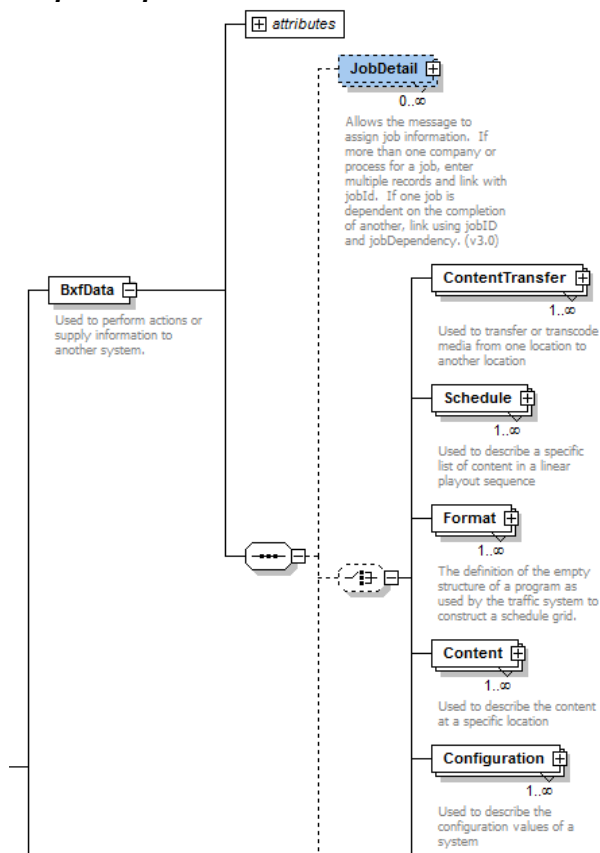 attributes
JobDetail
0..∞
Allows the message to
assign job information. If
more than one company or
process for a job, enter
multiple records and link with
jobId. If one job is
dependent on the completion
of another, link using jobID
and jobDependency. (v3.0)
BxfData
Used to perform actions or
supply information to
another system.
ContentTransfer
1..∞
Used to transfer or transcode
media from one location to
another location
Schedule
1..∞
Used to describe a specific
list of content in a linear
playout sequence
Format
1..∞
The definition of the empty
structure of a program as
used by the traffic system to
construct a schedule grid.
Content
1..∞
Used to describe the content
at a specific location
Configuration
1..∞
Used to describe the
configuration values of a
system